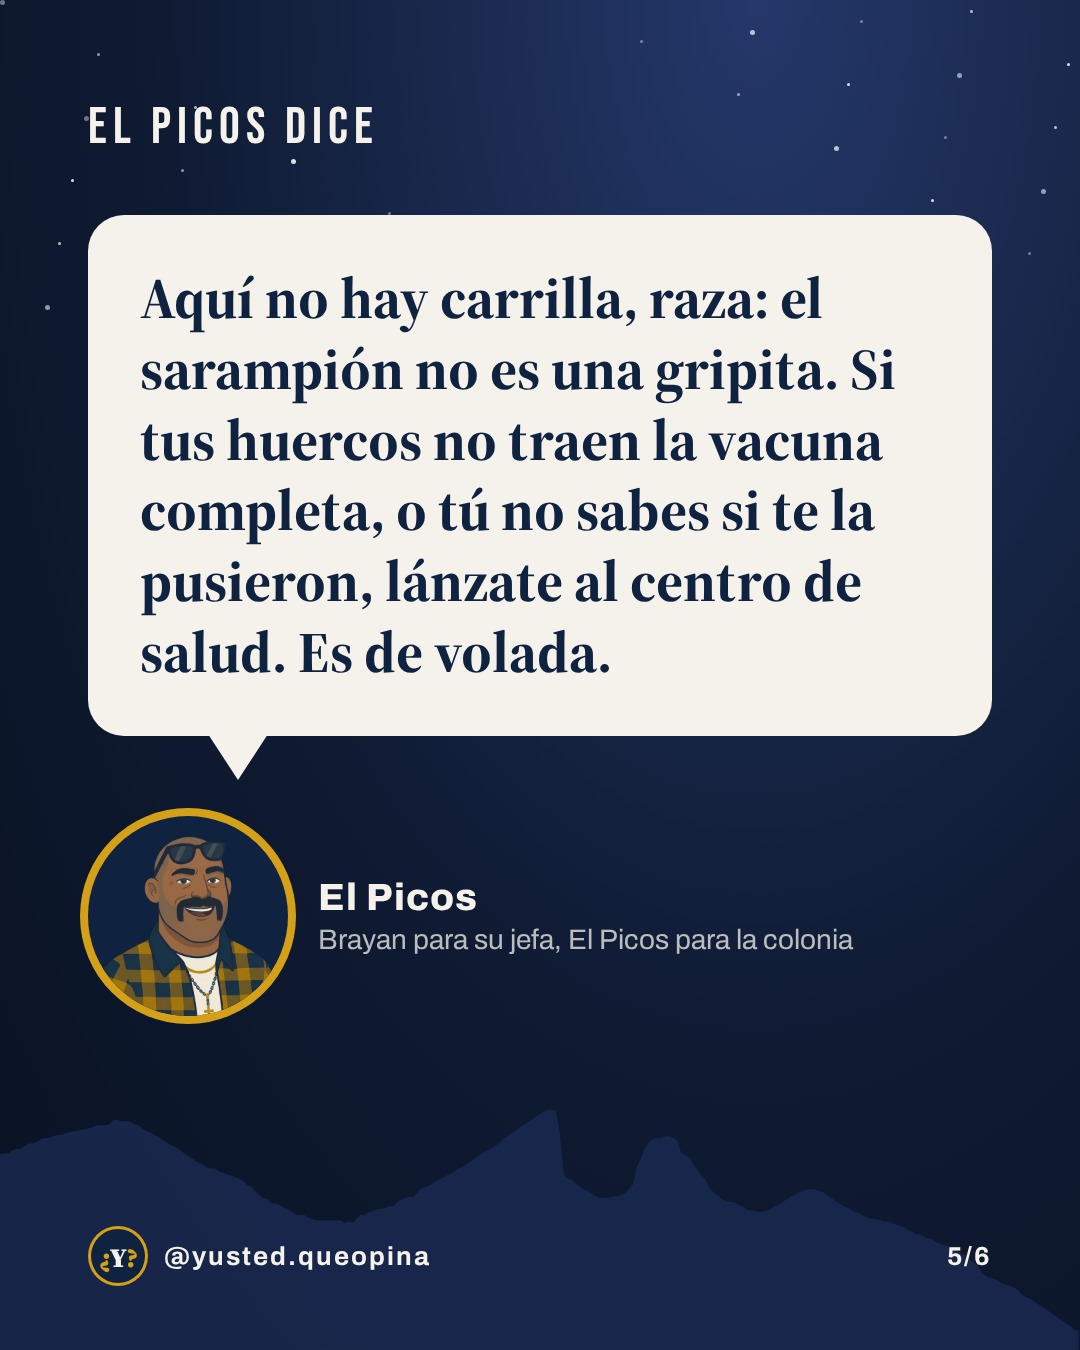 EL PICOS DICE
Aquí no hay carrilla, raza: el
sarampión no es una gripita. Si
tus huercos no traen la vacuna
completa, o tú no sabes si te la
pusieron, lánzate al centro de
salud. Es de volada.
El Picos
Brayan para su jefa, El Picos para la colonia
¿Y?
@yusted.queopina
5/6